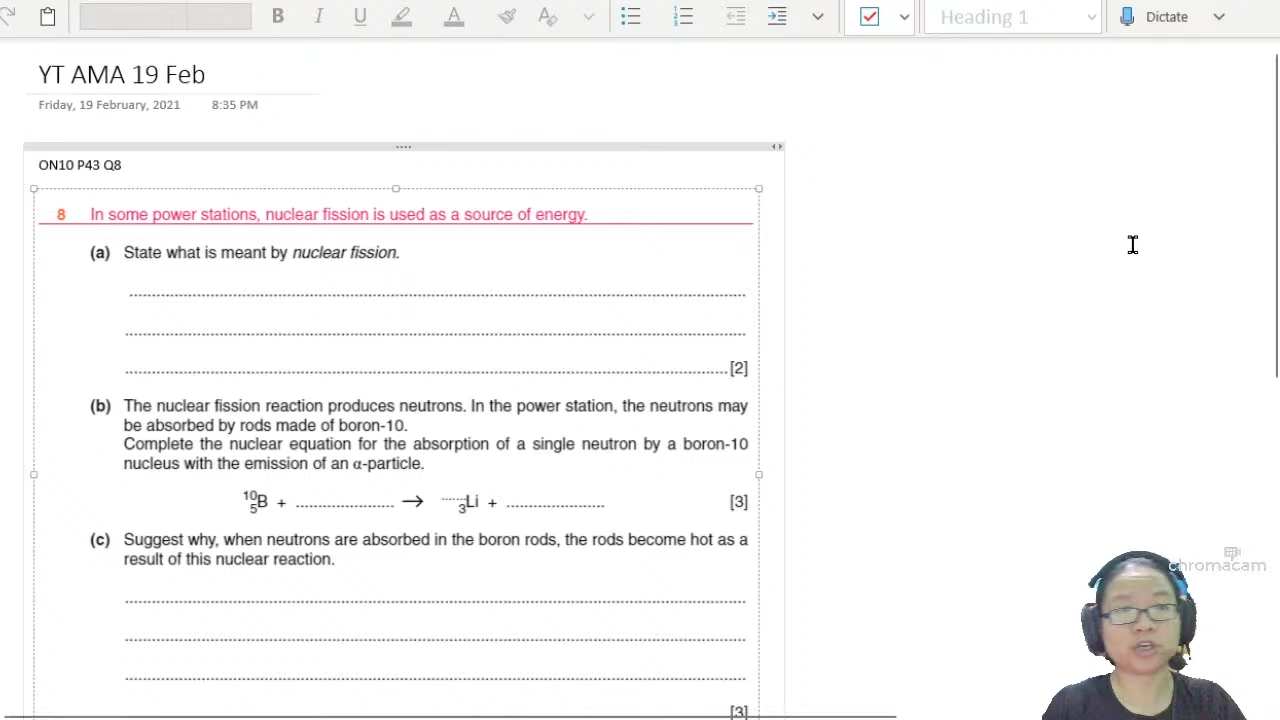 B I U A A Heading 1 Dictate
YT AMA 19 Feb
Friday, 19 February, 2021 8:35 PM
ON10 P43 Q8
8 In some power stations, nuclear fission is used as a source of energy.
(a) State what is meant by nuclear fission.
..........................................................................................
..........................................................................................
.......................................................................................... [2]
(b) The nuclear fission reaction produces neutrons. In the power station, the neutrons may
be absorbed by rods made of boron-10.
Complete the nuclear equation for the absorption of a single neutron by a boron-10
nucleus with the emission of an α-particle.
¹⁰₅B + .................... → ......₃Li + .................... [3]
(c) Suggest why, when neutrons are absorbed in the boron rods, the rods become hot as a
result of this nuclear reaction.
..........................................................................................
..........................................................................................
..........................................................................................
[3]
chromacam